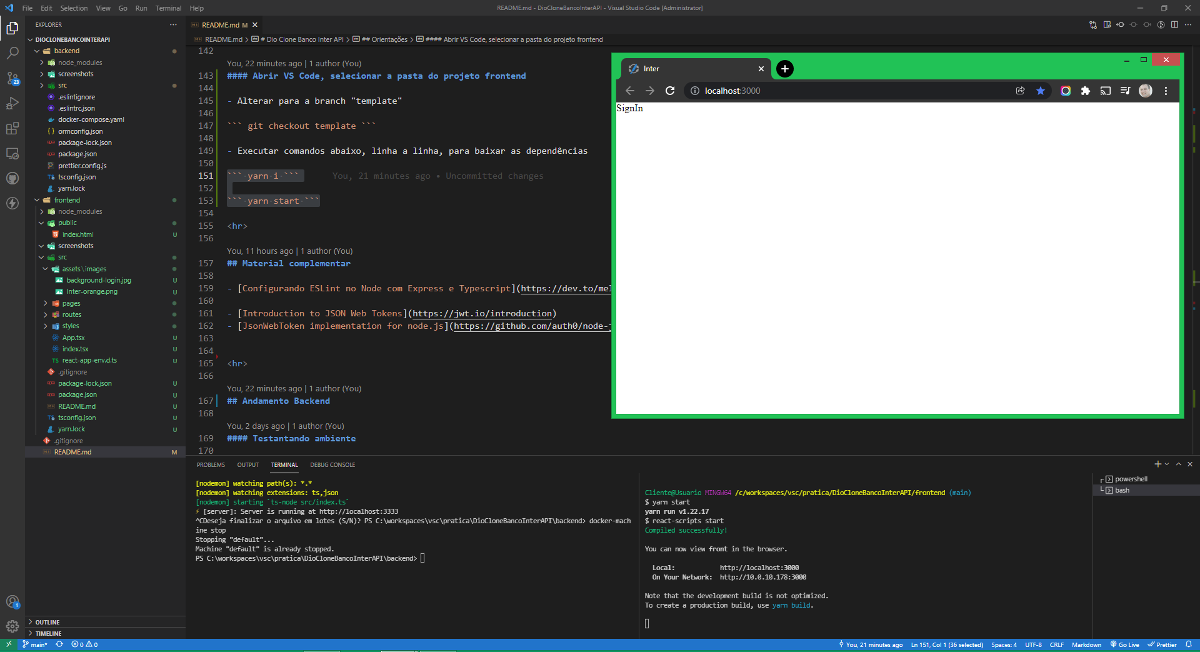 File Edit Selection View Go Run Terminal Help
README.md - DioCloneBancoInterAPI - Visual Studio Code [Administrator]
EXPLORER
DIOCLONEBANCOINTERAPI
backend
node_modules
screenshots
src
.eslintignore
.eslintrc.json
docker-compose.yaml
ormconfig.json
package-lock.json
package.json
prettier.config.js
tsconfig.json
yarn.lock
frontend
node_modules
public
index.html U
screenshots
src
assets \ images
background-login.jpg U
Inter-orange.png U
pages
routes
styles
App.tsx U
index.tsx U
react-app-env.d.ts U
.gitignore
package-lock.json U
package.json U
README.md U
tsconfig.json U
yarn.lock U
.gitignore
README.md M
OUTLINE
TIMELINE
README.md M
README.md > # Dio Clone Banco Inter API > ## Orientações > #### Abrir VS Code, selecionar a pasta do projeto frontend
142
You, 22 minutes ago | 1 author (You)
143 #### Abrir VS Code, selecionar a pasta do projeto frontend
144
145 - Alterar para a branch "template"
146
147 ``` git checkout template ```
148
149 - Executar comandos abaixo, linha a linha, para baixar as dependências
150
151 ``` yarn i ``` You, 21 minutes ago • Uncommitted changes
152
153 ``` yarn start ```
154
155 <hr>
156
You, 11 hours ago | 1 author (You)
157 ## Material complementar
158
159 - [Configurando ESLint no Node com Express e Typescript](https://dev.to/mel
160
161 - [Introduction to JSON Web Tokens](https://jwt.io/introduction)
162 - [JsonWebToken implementation for node.js](https://github.com/auth0/node-j
163
164
165 <hr>
166
You, 22 minutes ago | 1 author (You)
167 ## Andamento Backend
168
You, 2 days ago | 1 author (You)
169 #### Testantando ambiente
170
Inter
localhost:3000
SignIn
PROBLEMS OUTPUT TERMINAL DEBUG CONSOLE
[nodemon] watching path(s): *.*
[nodemon] watching extensions: ts,json
[nodemon] starting `ts-node src/index.ts`
⚡ [server]: Server is running at http://localhost:3333
^CDeseja finalizar o arquivo em lotes (S/N)? PS C:\workspaces\vsc\pratica\DioCloneBancoInterAPI\backend> docker-mach
ine stop
Stopping "default"...
Machine "default" is already stopped.
PS C:\workspaces\vsc\pratica\DioCloneBancoInterAPI\backend>
Cliente@Usuario MINGW64 /c/workspaces/vsc/pratica/DioCloneBancoInterAPI/frontend (main)
$ yarn start
yarn run v1.22.17
$ react-scripts start
Compiled successfully!
You can now view front in the browser.
Local: http://localhost:3000
On Your Network: http://10.0.10.178:3000
Note that the development build is not optimized.
To create a production build, use yarn build.
powershell
bash
main* 0 0
You, 21 minutes ago Ln 151, Col 1 (36 selected) Spaces: 4 UTF-8 CRLF Markdown Go Live Prettier